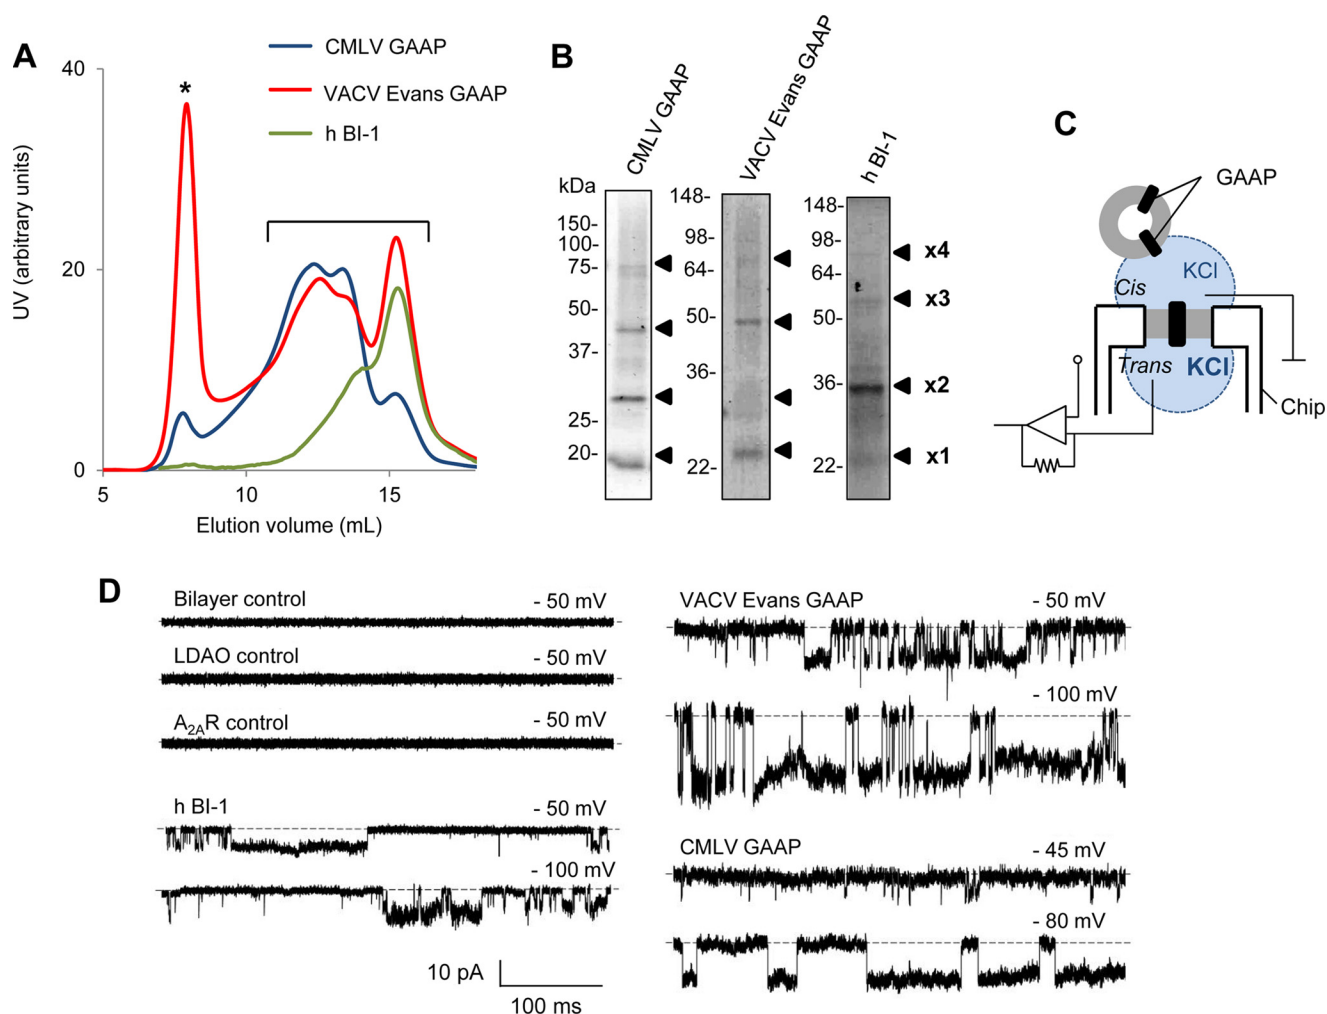 A
CMLV GAAP
VACV Evans GAAP
h BI-1
*
40
20
0
UV (arbitrary units)
5
10
15
Elution volume (mL)
B
CMLV GAAP
VACV Evans GAAP
h BI-1
kDa
150-
100-
75-
50-
37-
25-
20-
148-
98-
64-
50-
36-
22-
148-
98-
64-
50-
36-
22-
x4
x3
x2
x1
C
GAAP
KCl
Cis
Trans
KCl
Chip
D
Bilayer control
- 50 mV
LDAO control
- 50 mV
A2AR control
- 50 mV
h BI-1
- 50 mV
- 100 mV
10 pA
100 ms
VACV Evans GAAP
- 50 mV
- 100 mV
CMLV GAAP
- 45 mV
- 80 mV